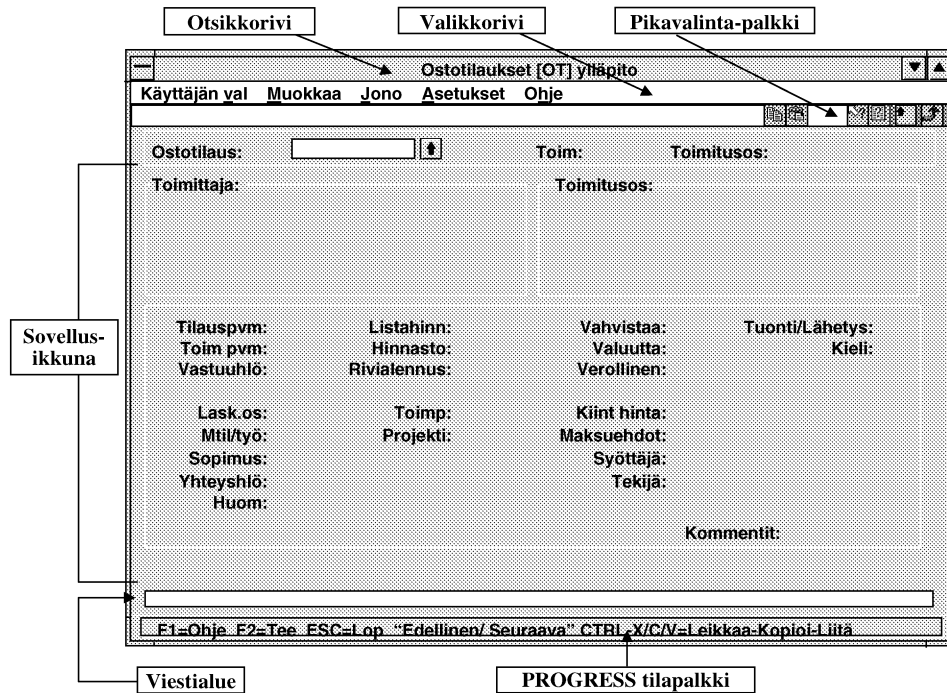 Otsikkorivi Valikkorivi Pikavalinta-palkki
Ostotilaukset [OT] ylläpito
Käyttäjän val Muokkaa Jono Asetukset Ohje
Ostotilaus: Toim: Toimitusos:
Toimittaja: Toimitusos:
Sovellus-
ikkuna
Tilauspvm: Listahinn: Vahvistaa: Tuonti/Lähetys:
Toim pvm: Hinnasto: Valuutta: Kieli:
Vastuuhlö: Rivialennus: Verollinen:
Lask.os: Toimp: Kiint hinta:
Mtil/työ: Projekti: Maksuehdot:
Sopimus: Syöttäjä:
Yhteyshlö: Tekijä:
Huom:
Kommentit:
F1=Ohje F2=Tee ESC=Lop “Edellinen/ Seuraava” CTRL-X/C/V=Leikkaa-Kopioi-Liitä
Viestialue PROGRESS tilapalkki